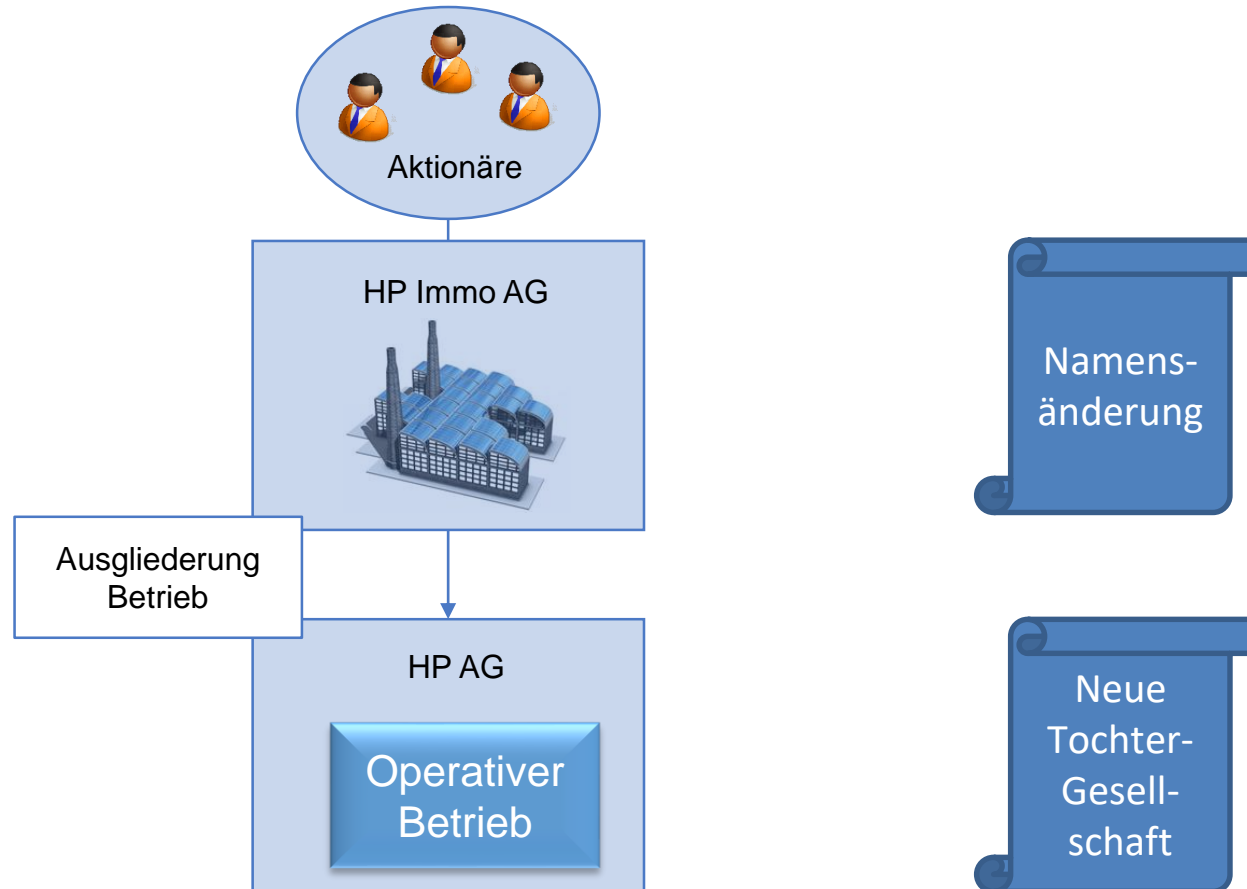 Aktionäre
HP Immo AG
Namens-
änderung
Ausgliederung
Betrieb
HP AG
Operativer
Betrieb
Neue
Tochter-
Gesell-
schaft